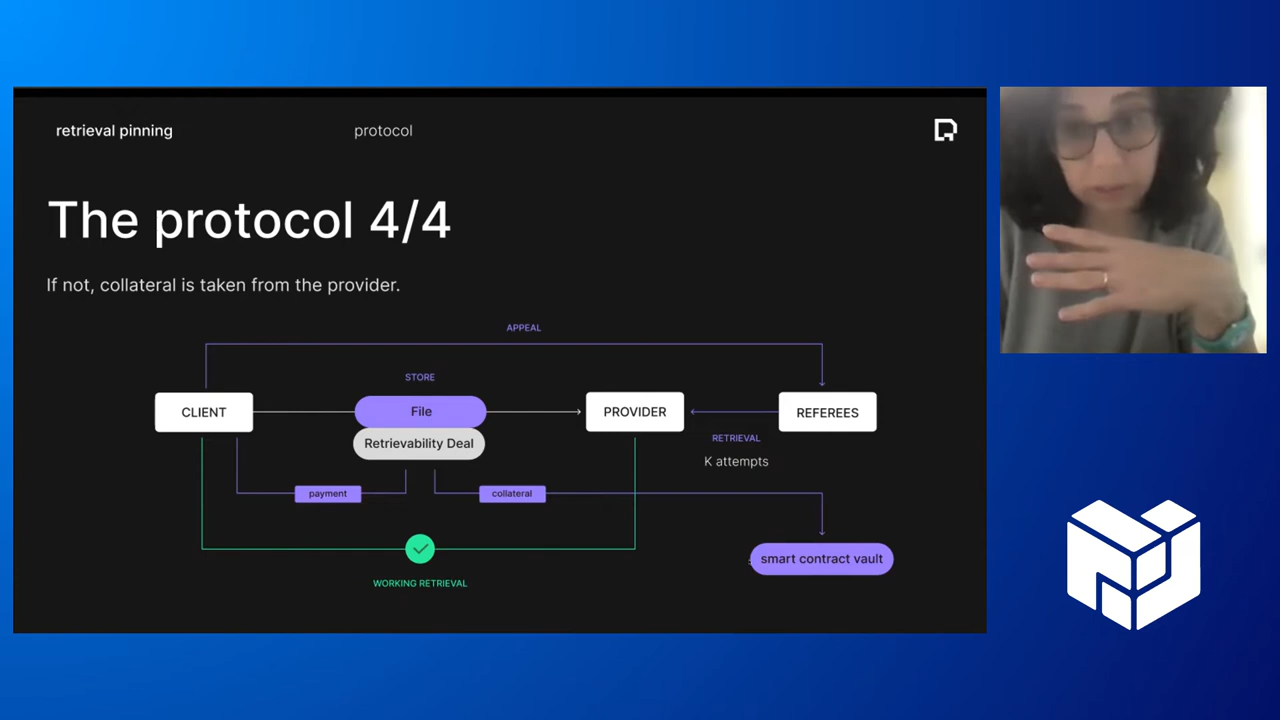 retrieval pinning
protocol
The protocol 4/4
If not, collateral is taken from the provider.
APPEAL
STORE
CLIENT
File
PROVIDER
REFEREES
Retrievability Deal
RETRIEVAL
K attempts
payment
collateral
smart contract vault
WORKING RETRIEVAL